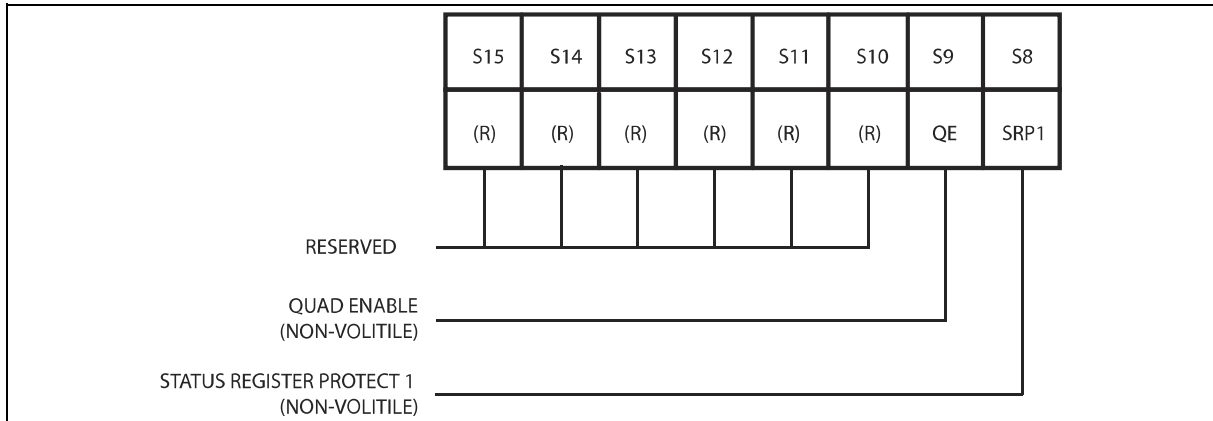 S15 S14 S13 S12 S11 S10 S9 S8
(R) (R) (R) (R) (R) (R) QE SRP1
RESERVED
QUAD ENABLE
(NON-VOLITILE)
STATUS REGISTER PROTECT 1
(NON-VOLITILE)